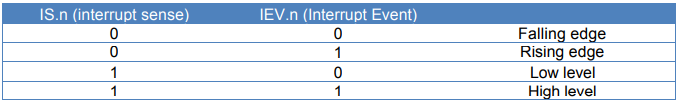 IS.n (interrupt sense) IEV.n (Interrupt Event)
0 0 Falling edge
0 1 Rising edge
1 0 Low level
1 1 High level